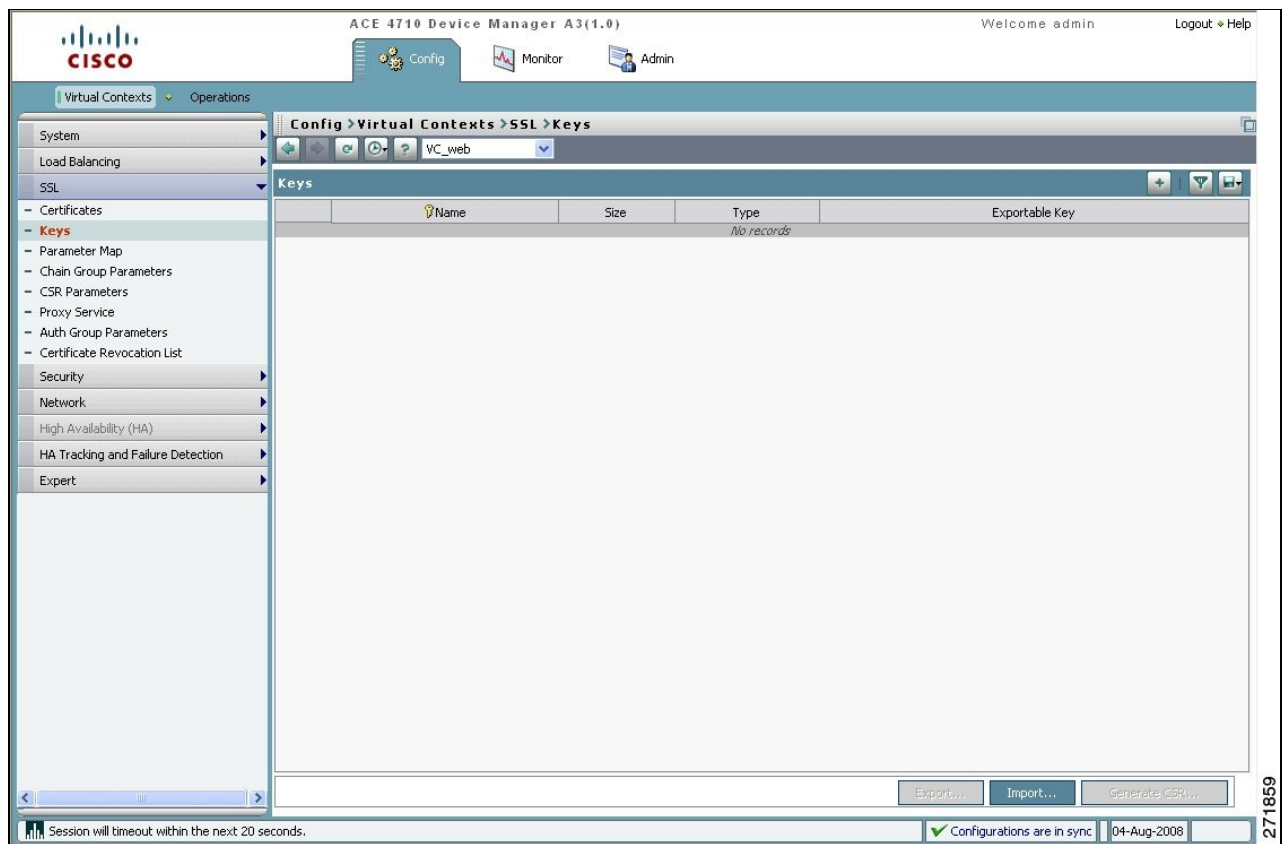 ACE 4710 Device Manager A3(1.0)
Welcome admin
Logout
Help
CISCO
Config
Monitor
Admin
Virtual Contexts
Operations
Config > Virtual Contexts > SSL > Keys
VC_web
System
Load Balancing
SSL
Certificates
Keys
Parameter Map
Chain Group Parameters
CSR Parameters
Proxy Service
Auth Group Parameters
Certificate Revocation List
Security
Network
High Availability (HA)
HA Tracking and Failure Detection
Expert
Keys
Name Size Type Exportable Key
No records
Export... Import... Generate CSR...
Session will timeout within the next 20 seconds.
Configurations are in sync
04-Aug-2008
271859